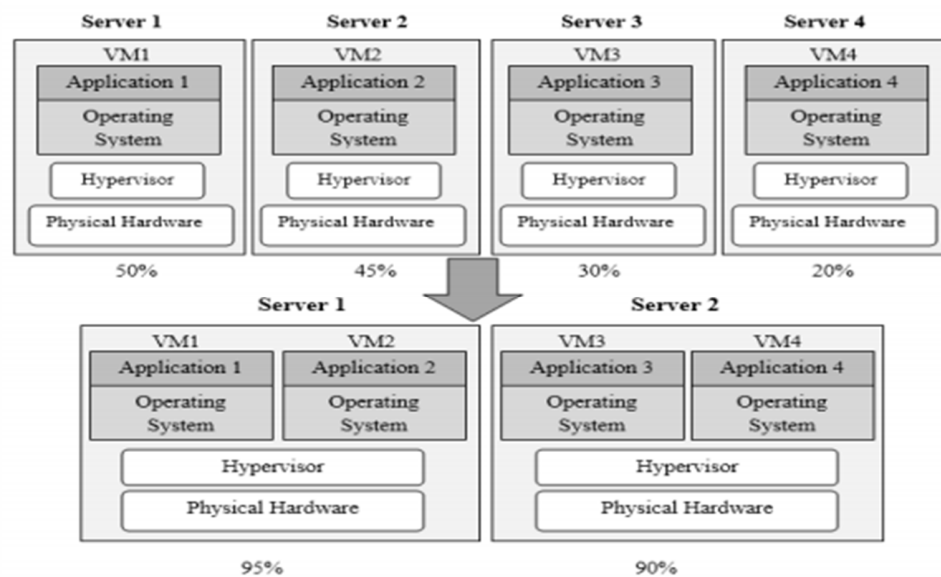 Server 1 Server 2 Server 3 Server 4
VM1 VM2 VM3 VM4
Application 1 Application 2 Application 3 Application 4
Operating Operating Operating Operating
System System System System
Hypervisor Hypervisor Hypervisor Hypervisor
Physical Hardware Physical Hardware Physical Hardware Physical Hardware
50% 45% 30% 20%
Server 1 Server 2
VM1 VM2 VM3 VM4
Application 1 Application 2 Application 3 Application 4
Operating Operating Operating Operating
System System System System
Hypervisor Hypervisor
Physical Hardware Physical Hardware
95% 90%